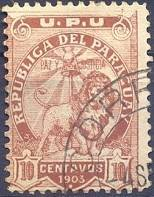 U.P.U
REPUBLICA DEL PARAGUAY
PAZ Y JUSTICIA
10 CENTAVOS 10
1903